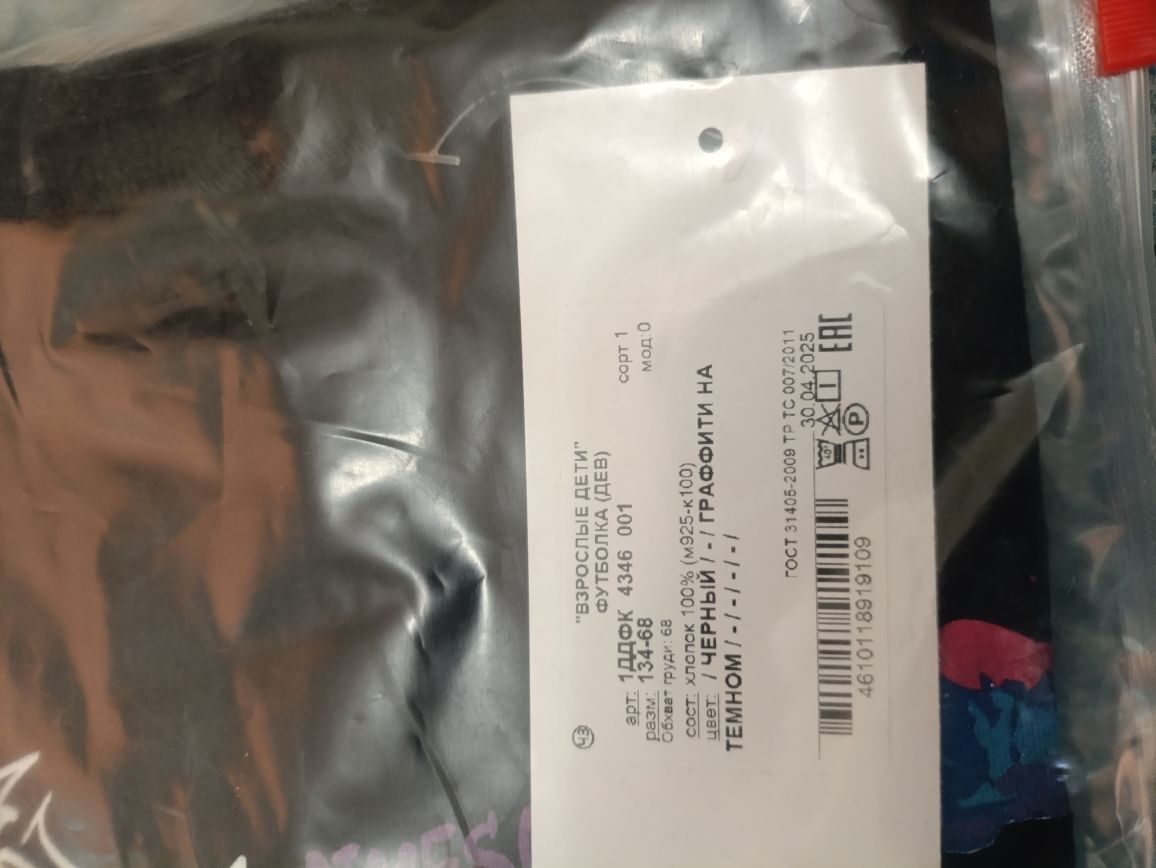 ЧЗ
"ВЗРОСЛЫЕ ДЕТИ"
ФУТБОЛКА (ДЕВ)
арт: 1ДДФК 4346 001 сорт 1
разм: 134-68 мод:0
Обхват груди: 68
сост: хлопок 100% (м925-к100)
цвет: / ЧЕРНЫЙ / - / ГРАФФИТИ НА
ТЕМНОМ / - / - / - / - /
ГОСТ 31405-2009 ТР ТС 007/2011
30.04.2025
EAC
P
4610118919109